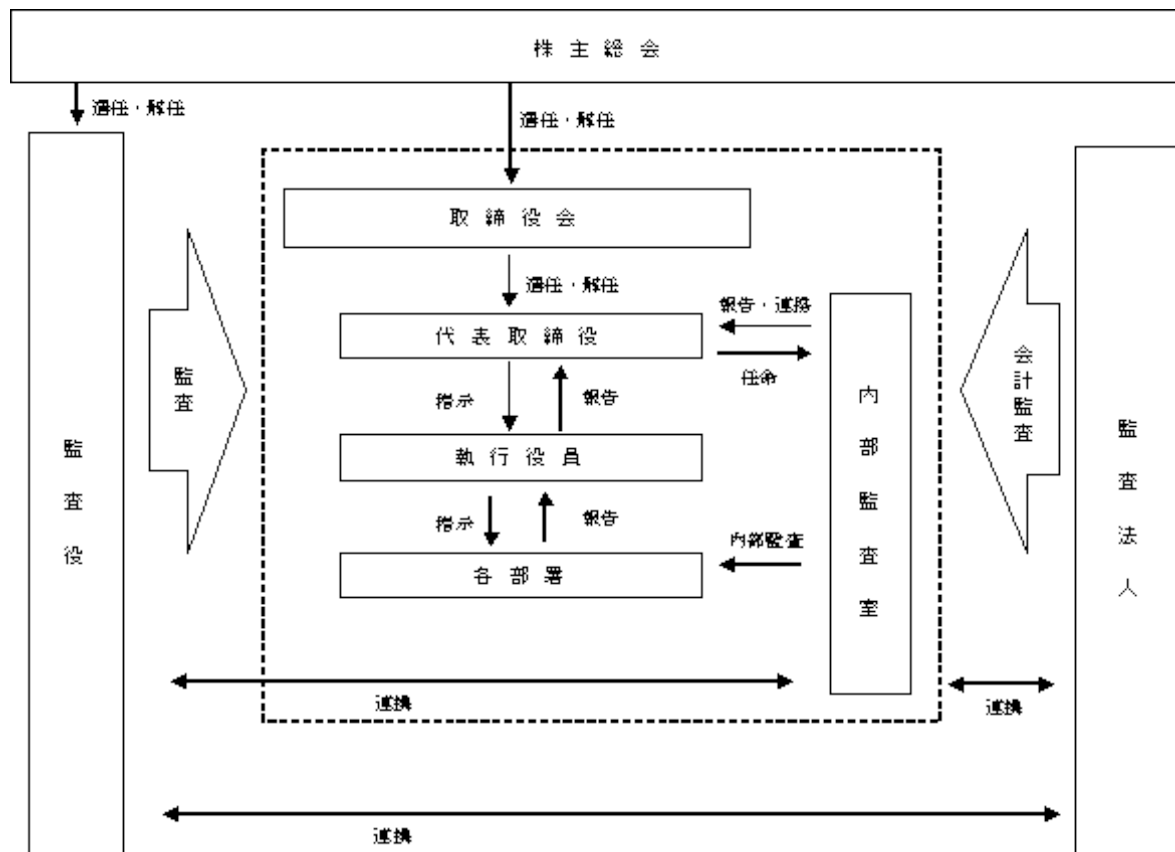 株主総会
選任・解任
選任・解任
取締役会
選任・解任
代表取締役
報告・連携
任命
指示
報告
執行役員
指示
報告
内部監査
各部署
監査役
監査
内部監査室
会計監査
監査法人
連携
連携
連携